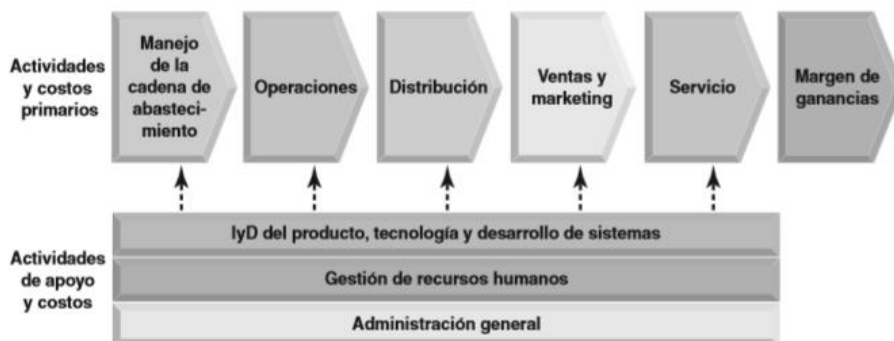 Actividades
y costos
primarios
Manejo
de la
cadena de
abasteci-
miento
Operaciones
Distribución
Ventas y
marketing
Servicio
Margen de
ganancias
Actividades
de apoyo
y costos
IyD del producto, tecnología y desarrollo de sistemas
Gestión de recursos humanos
Administración general